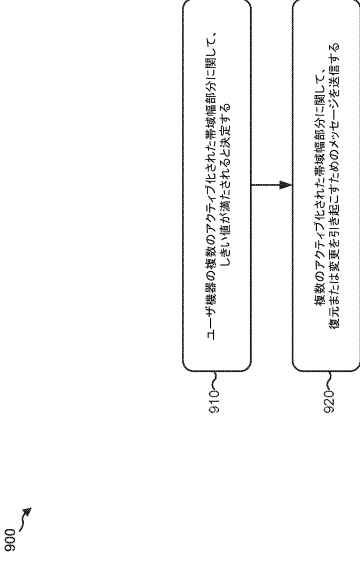 900
910
ユーザ機器の複数のアクティブ化された帯域幅部分に関して、
しきい値が満たされると決定する
920
複数のアクティブ化された帯域幅部分に関して、
復元または変更を引き起こすためのメッセージを送信する